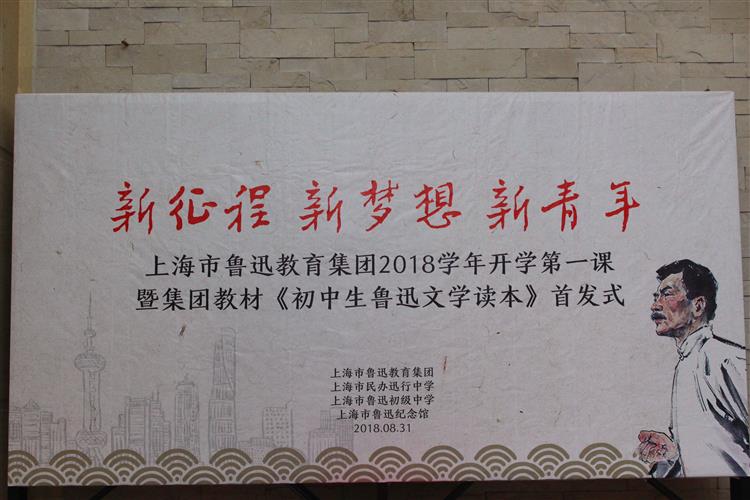 新征程 新梦想 新青年
上海市鲁迅教育集团2018学年开学第一课
暨集团教材《初中生鲁迅文学读本》首发式
上海市鲁迅教育集团
上海市民办迅行中学
上海市鲁迅初级中学
上海市鲁迅纪念馆
2018.08.31